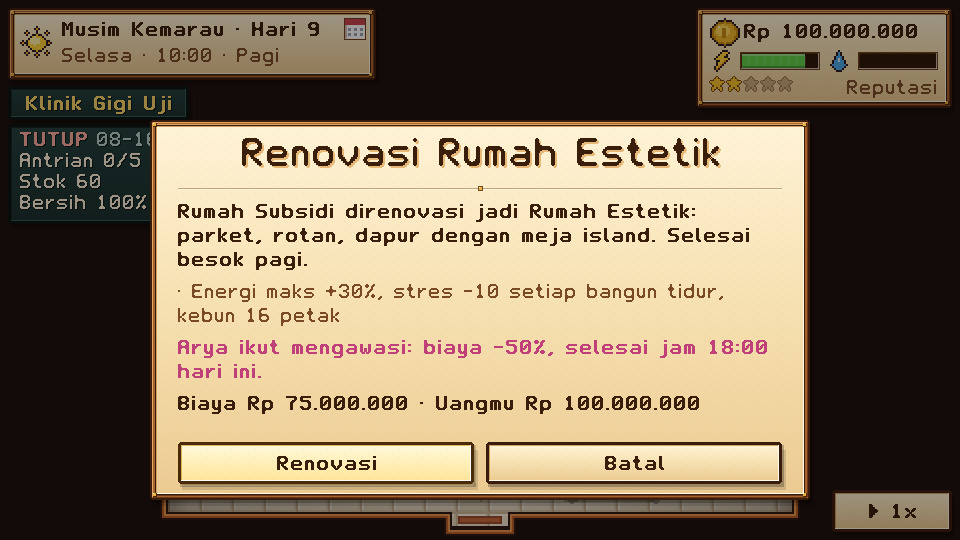 Musim Kemarau · Hari 9
Selasa · 10:00 · Pagi
Rp 100.000.000
Reputasi
Klinik Gigi Uji
TUTUP 08-1
Antrian 0/5
Stok 60
Bersih 100%
Renovasi Rumah Estetik
Rumah Subsidi direnovasi jadi Rumah Estetik:
parket, rotan, dapur dengan meja island. Selesai
besok pagi.
· Energi maks +30%, stres -10 setiap bangun tidur,
kebun 16 petak
Arya ikut mengawasi: biaya -50%, selesai jam 18:00
hari ini.
Biaya Rp 75.000.000 · Uangmu Rp 100.000.000
Renovasi
Batal
1x